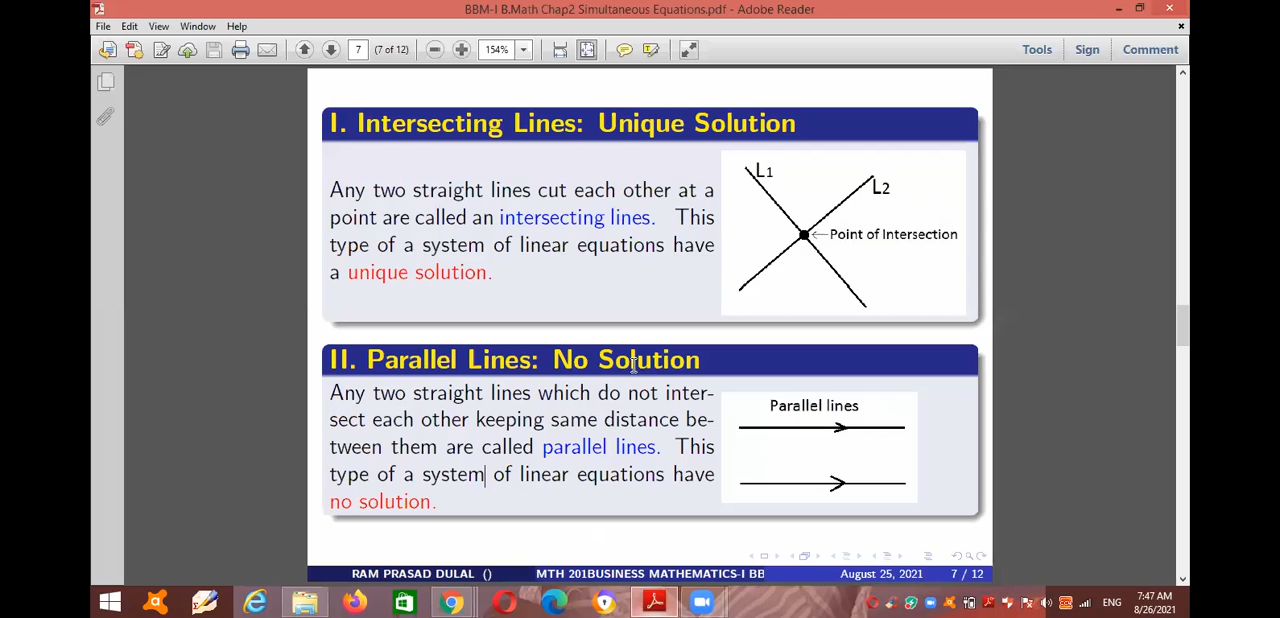 BBM-I B.Math Chap2 Simultaneous Equations.pdf - Adobe Reader
File Edit View Window Help
7 (7 of 12) 154% Tools Sign Comment
I. Intersecting Lines: Unique Solution
Any two straight lines cut each other at a
point are called an intersecting lines. This
type of a system of linear equations have
a unique solution.
L1
L2
Point of Intersection
II. Parallel Lines: No Solution
Any two straight lines which do not inter-
sect each other keeping same distance be-
tween them are called parallel lines. This
type of a system of linear equations have
no solution.
Parallel lines
RAM PRASAD DULAL () MTH 201BUSINESS MATHEMATICS-I BB August 25, 2021 7 / 12
ENG 7:47 AM
8/26/2021